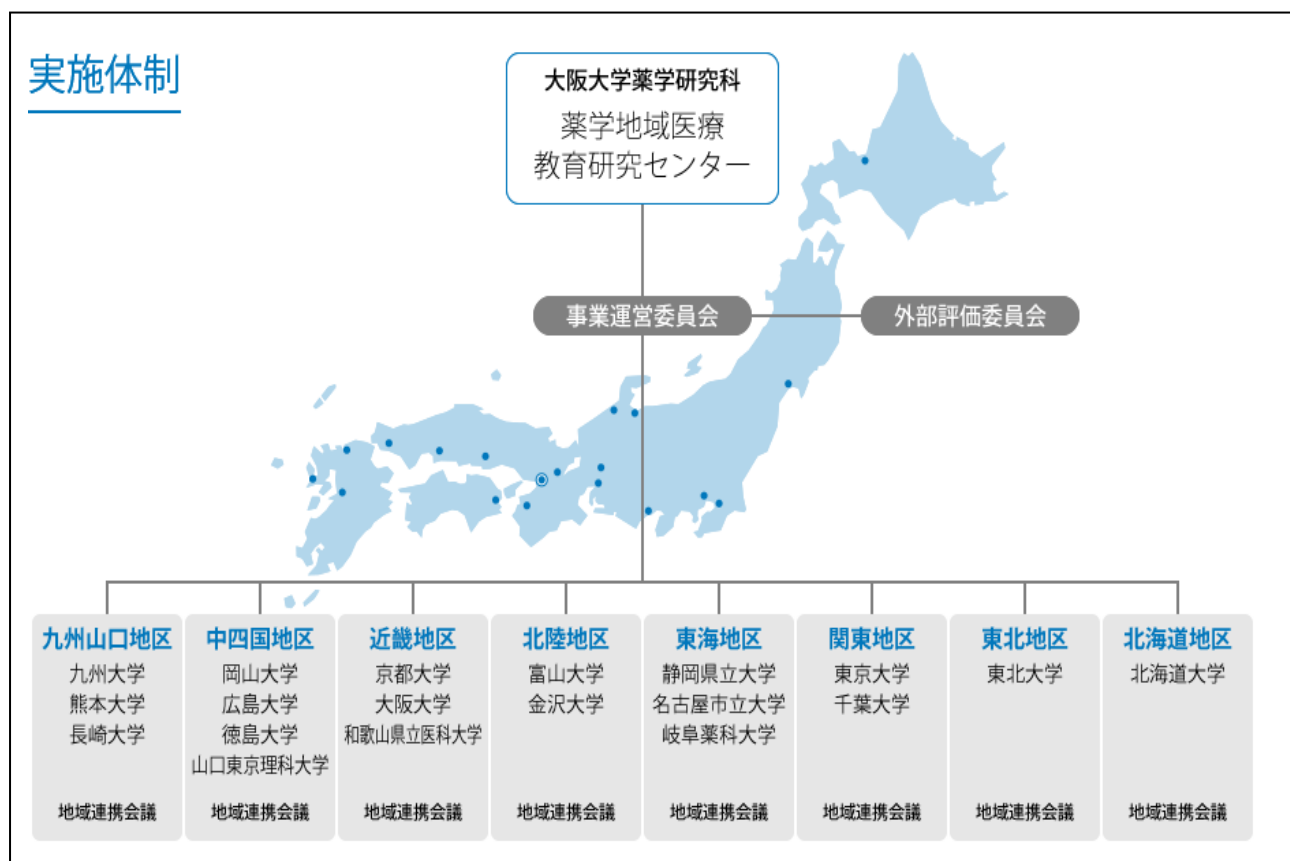 実施体制
大阪大学薬学研究科
薬学地域医療
教育研究センター
事業運営委員会
外部評価委員会
九州山口地区
九州大学
熊本大学
長崎大学
地域連携会議
中四国地区
岡山大学
広島大学
徳島大学
山口東京理科大学
地域連携会議
近畿地区
京都大学
大阪大学
和歌山県立医科大学
地域連携会議
北陸地区
富山大学
金沢大学
地域連携会議
東海地区
静岡県立大学
名古屋市立大学
岐阜薬科大学
地域連携会議
関東地区
東京大学
千葉大学
地域連携会議
東北地区
東北大学
地域連携会議
北海道地区
北海道大学
地域連携会議